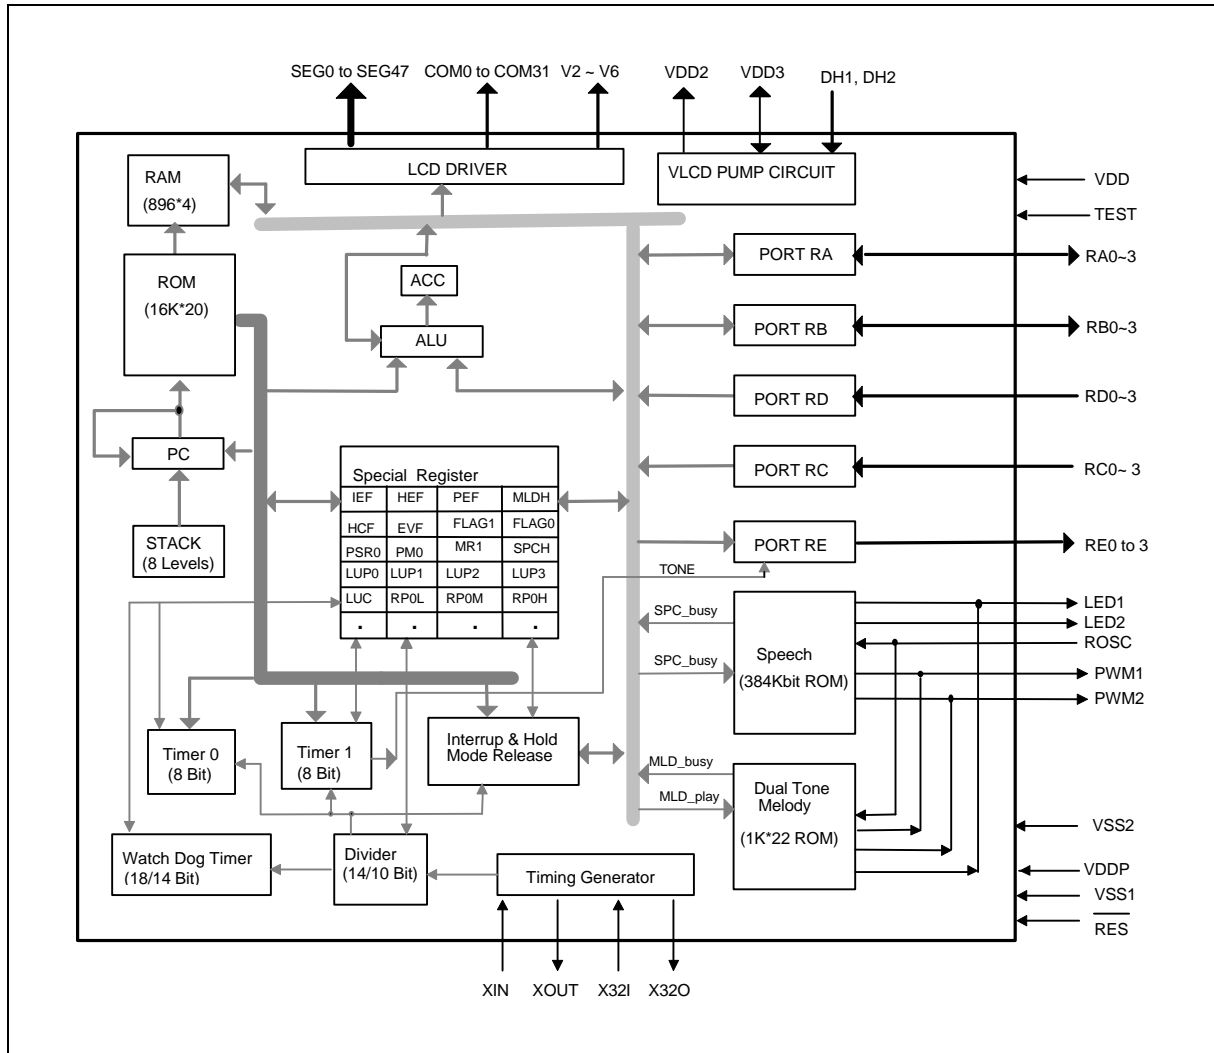 SEG0 to SEG47 COM0 to COM31 V2 ~ V6 VDD2 VDD3 DH1, DH2
LCD DRIVER
VLCD PUMP CIRCUIT
RAM
(896*4)
VDD
TEST
ROM
(16K*20)
ACC
ALU
PORT RA
RA0~3
PORT RB
RB0~3
PORT RD
RD0~3
PORT RC
RC0~ 3
PORT RE
RE0 to 3
PC
STACK
(8 Levels)
Special Register
IEF HEF PEF MLDH
HCF EVF FLAG1 FLAG0
PSR0 PM0 MR1 SPCH
LUP0 LUP1 LUP2 LUP3
LUC RP0L RP0M RP0H
. . . .
TONE
SPC_busy
SPC_busy
Speech
(384Kbit ROM)
LED1
LED2
ROSC
PWM1
PWM2
Timer 0
(8 Bit)
Timer 1
(8 Bit)
Interrup & Hold
Mode Release
MLD_busy
MLD_play
Dual Tone
Melody
(1K*22 ROM)
VSS2
VDDP
VSS1
RES
Watch Dog Timer
(18/14 Bit)
Divider
(14/10 Bit)
Timing Generator
XIN XOUT X32I X32O